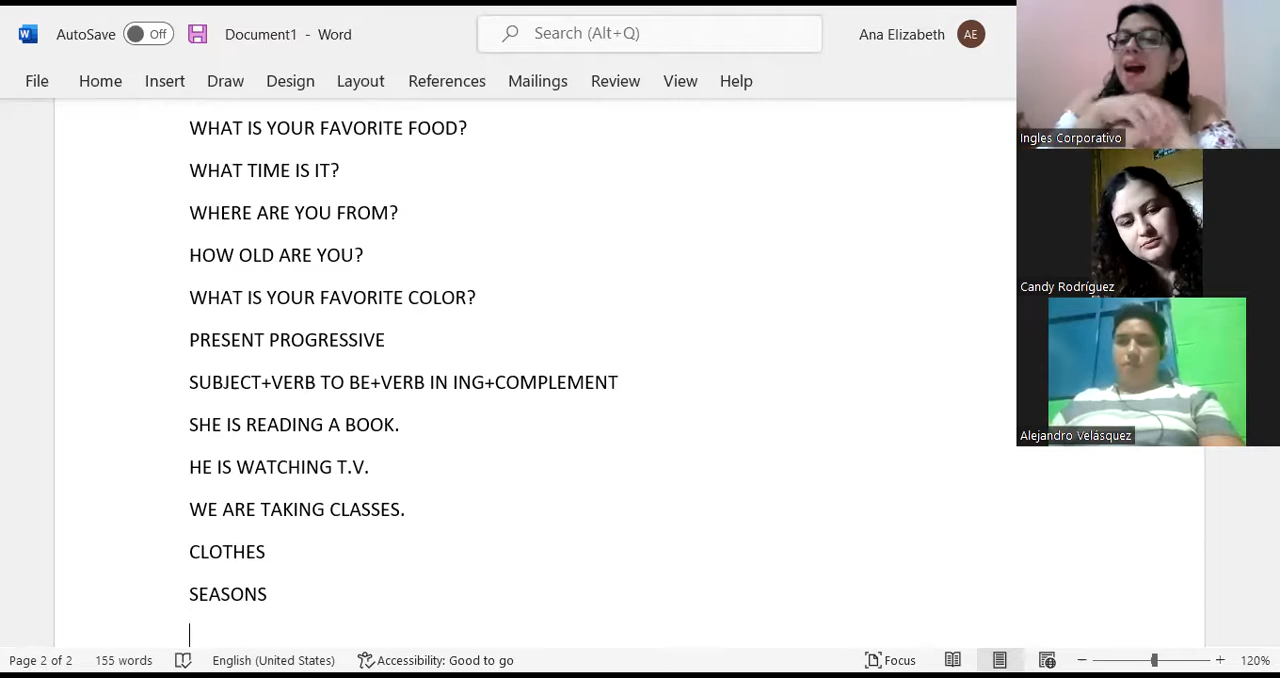 AutoSave Off Document1 - Word Search (Alt+Q) Ana Elizabeth AE
File Home Insert Draw Design Layout References Mailings Review View Help
WHAT IS YOUR FAVORITE FOOD?
WHAT TIME IS IT?
WHERE ARE YOU FROM?
HOW OLD ARE YOU?
WHAT IS YOUR FAVORITE COLOR?
PRESENT PROGRESSIVE
SUBJECT+VERB TO BE+VERB IN ING+COMPLEMENT
SHE IS READING A BOOK.
HE IS WATCHING T.V.
WE ARE TAKING CLASSES.
CLOTHES
SEASONS
Page 2 of 2 155 words English (United States) Accessibility: Good to go Focus 120%
Ingles Corporativo
Candy Rodríguez
Alejandro Velásquez